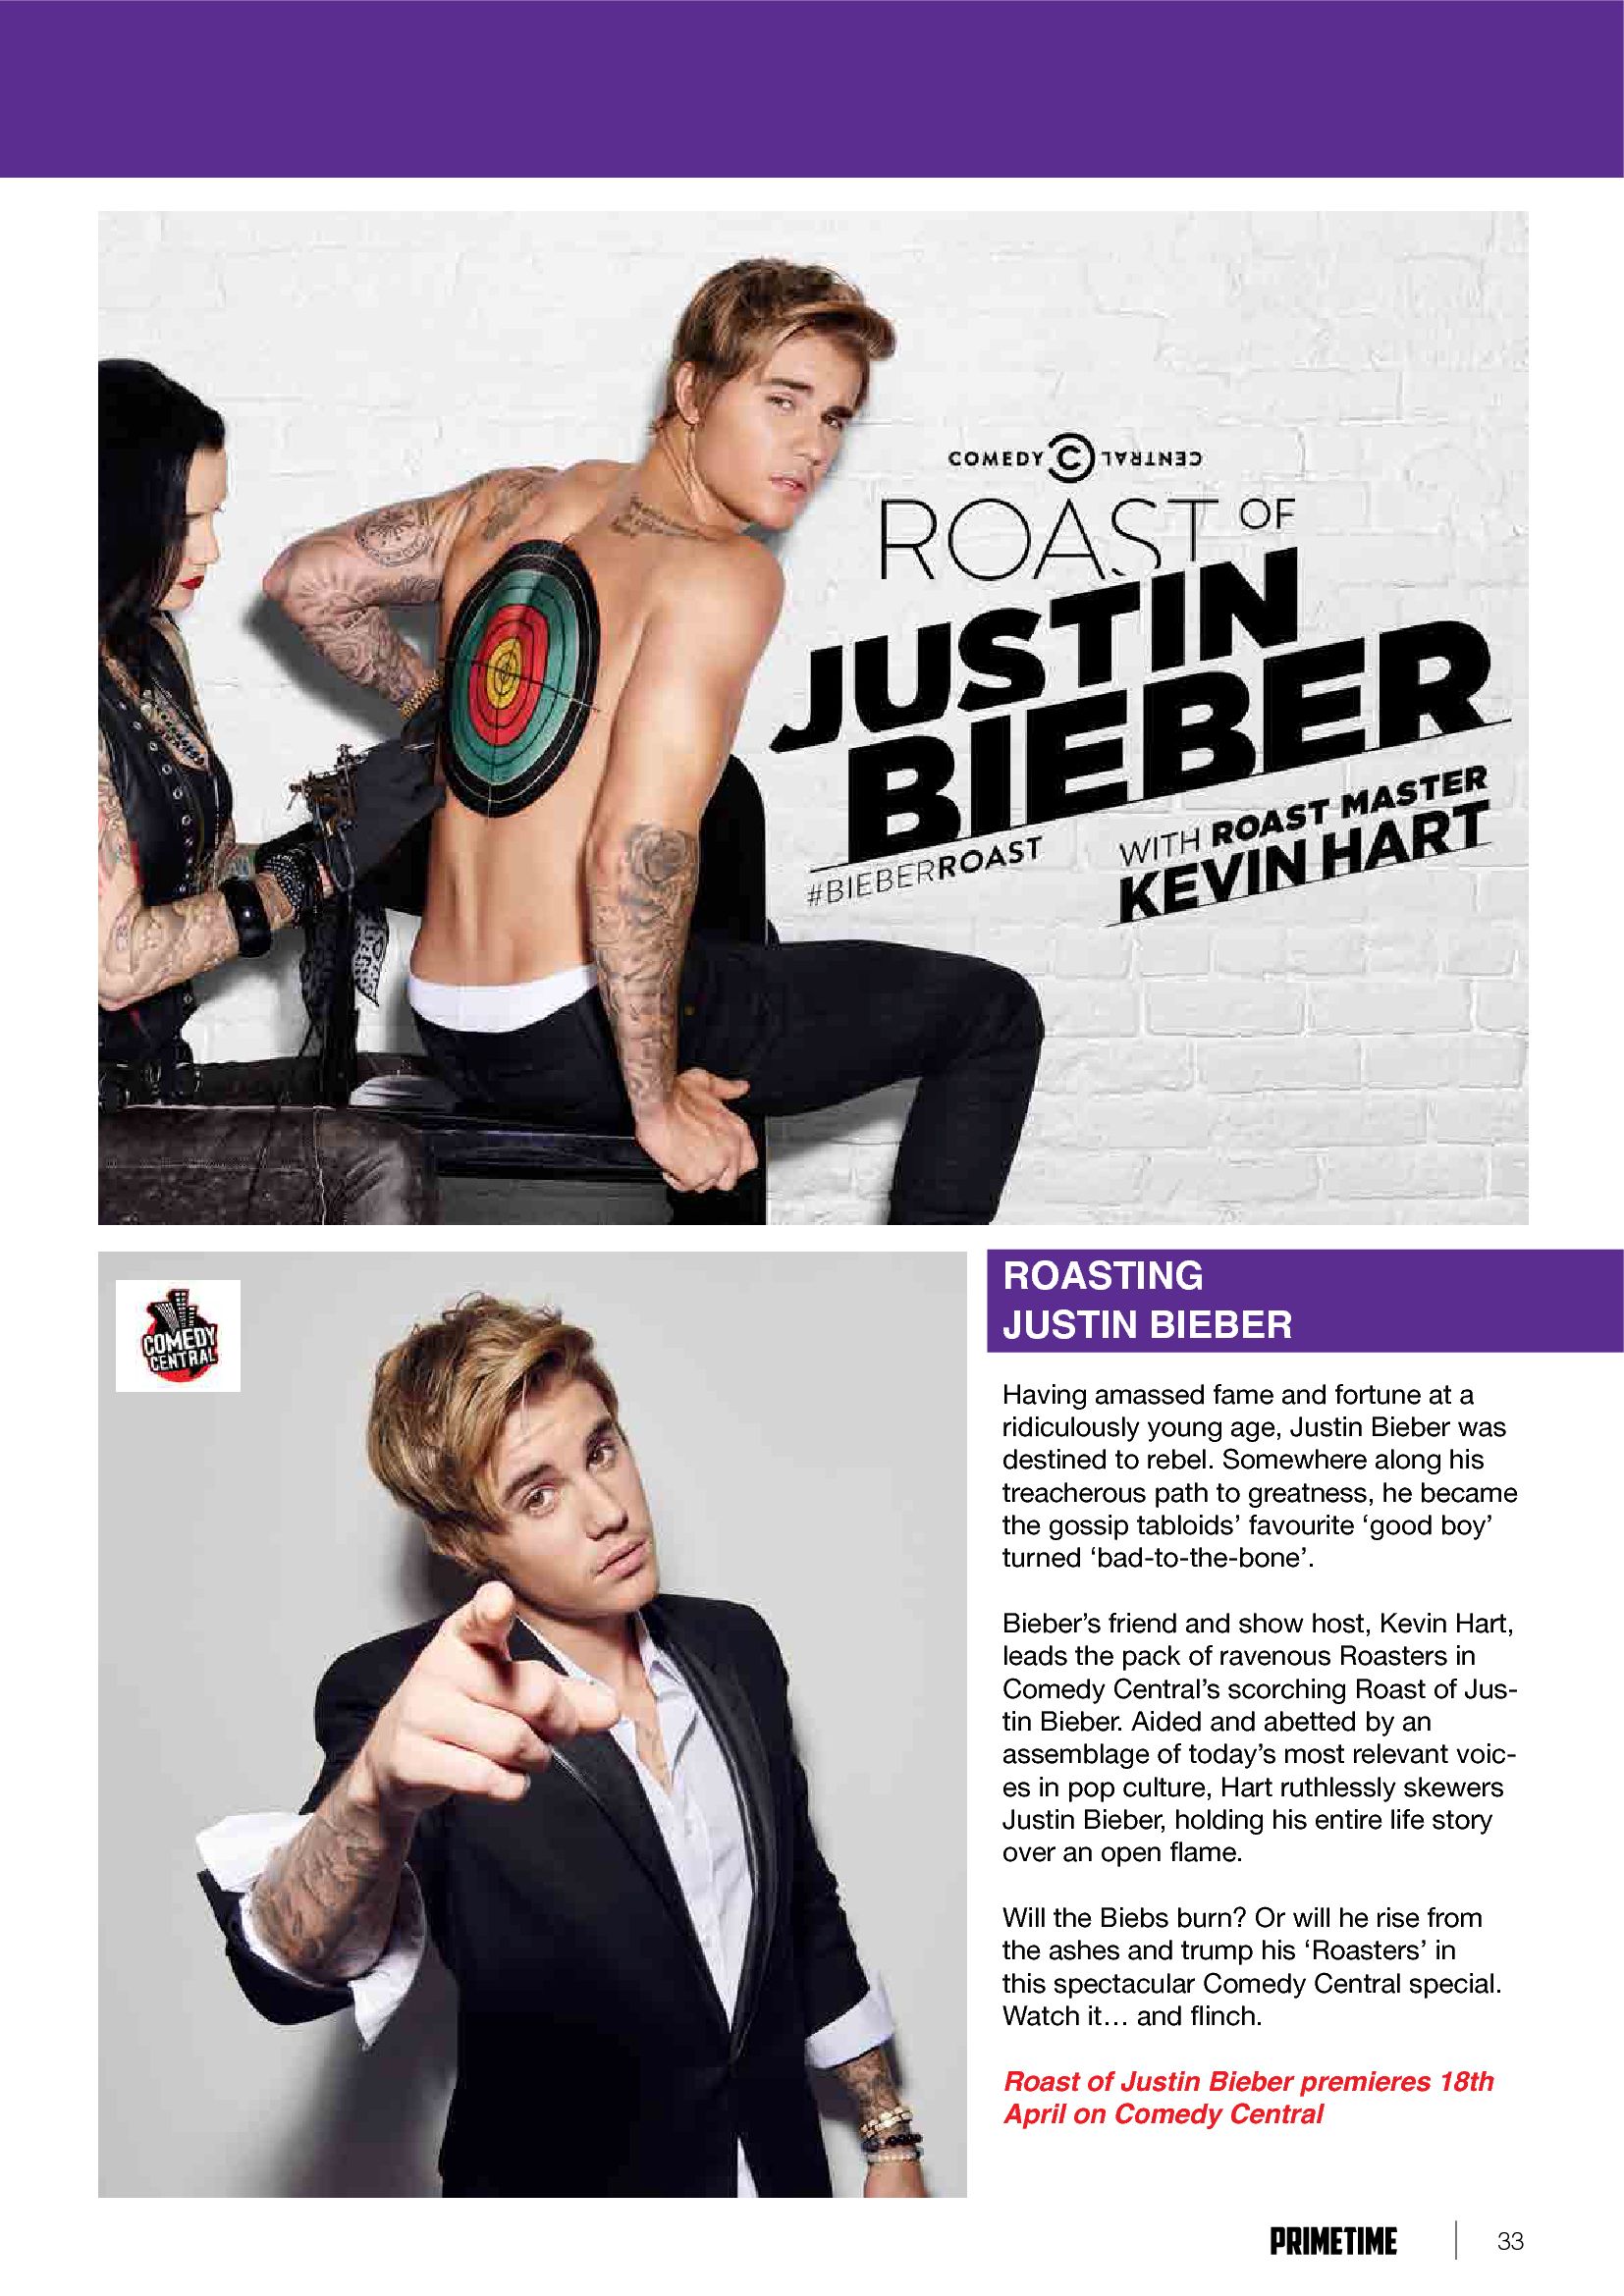 COMEDY C CENTRAL
ROAST OF
JUSTIN
BIEBER
#BIEBERROAST
WITH ROAST MASTER
KEVIN HART
COMEDY
CENTRAL
ROASTING
JUSTIN BIEBER
Having amassed fame and fortune at a
ridiculously young age, Justin Bieber was
destined to rebel. Somewhere along his
treacherous path to greatness, he became
the gossip tabloids’ favourite ‘good boy’
turned ‘bad-to-the-bone’.
Bieber’s friend and show host, Kevin Hart,
leads the pack of ravenous Roasters in
Comedy Central’s scorching Roast of Jus-
tin Bieber. Aided and abetted by an
assemblage of today’s most relevant voic-
es in pop culture, Hart ruthlessly skewers
Justin Bieber, holding his entire life story
over an open flame.
Will the Biebs burn? Or will he rise from
the ashes and trump his ‘Roasters’ in
this spectacular Comedy Central special.
Watch it… and flinch.
Roast of Justin Bieber premieres 18th
April on Comedy Central
PRIMETIME | 33